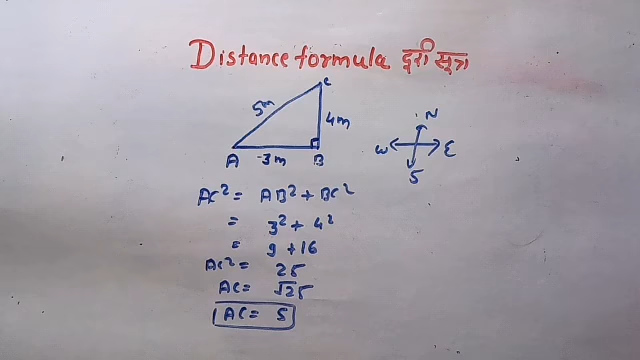 Distance formula दूरी सूत्र
C
5m
4m
N
W E
A 3m B
S
AC² = AB² + BC²
= 3² + 4²
= 9 + 16
AC² = 25
AC = √25
AC = 5